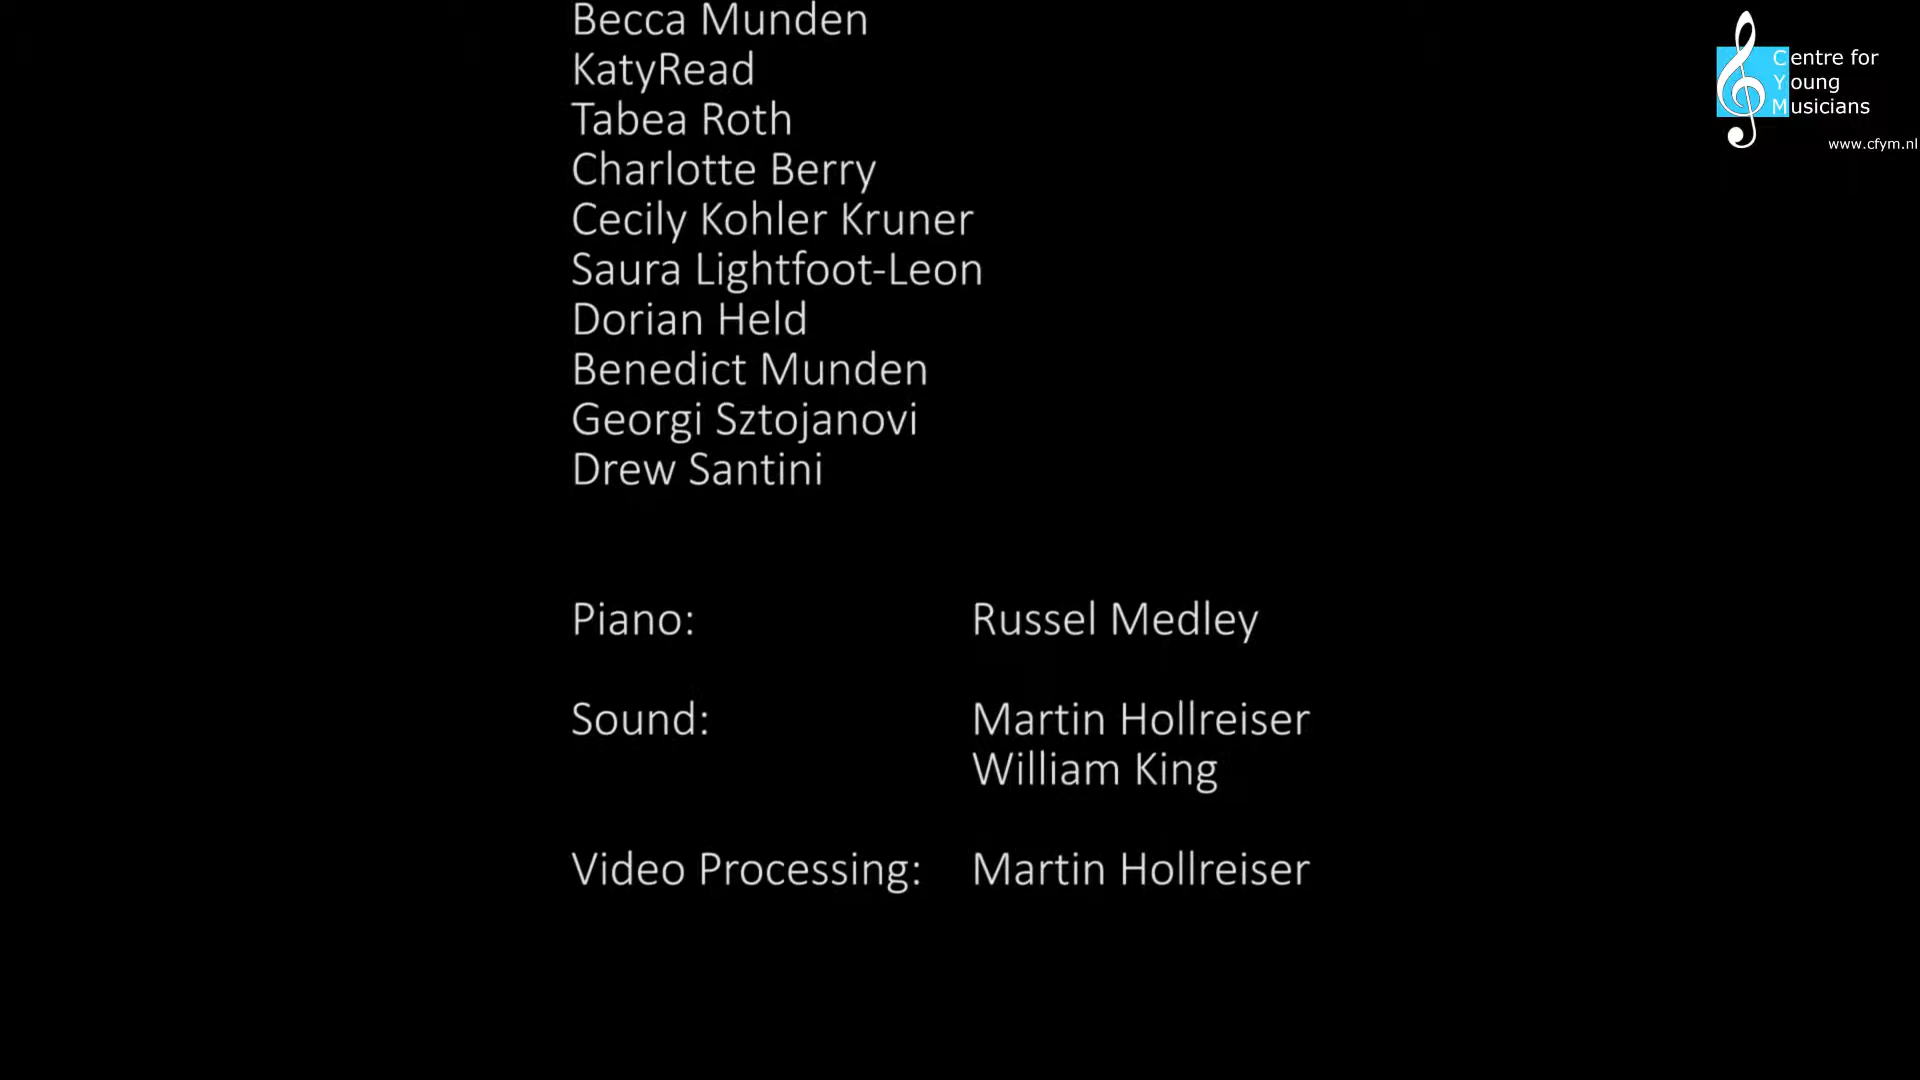 Becca Munden
KatyRead
Tabea Roth
Charlotte Berry
Cecily Kohler Kruner
Saura Lightfoot-Leon
Dorian Held
Benedict Munden
Georgi Sztojanovi
Drew Santini
Piano: Russel Medley
Sound: Martin Hollreiser
William King
Video Processing: Martin Hollreiser
Centre for
Young
Musicians
www.cfym.nl